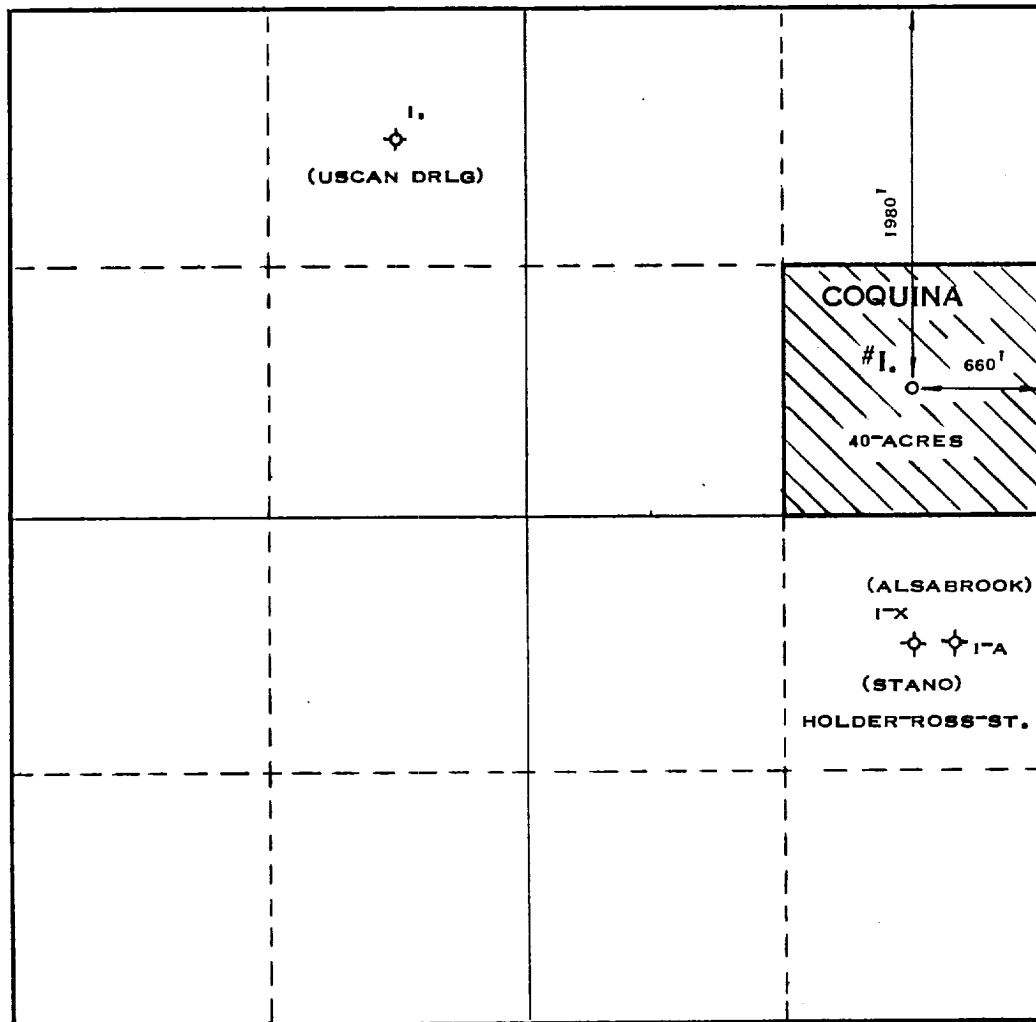 1.
(USCAN DRLG)
1980'
COQUINA
#1.
660'
40-ACRES
(ALSABROOK)
1-X
1-A
(STANO)
HOLDER-ROSS-ST.